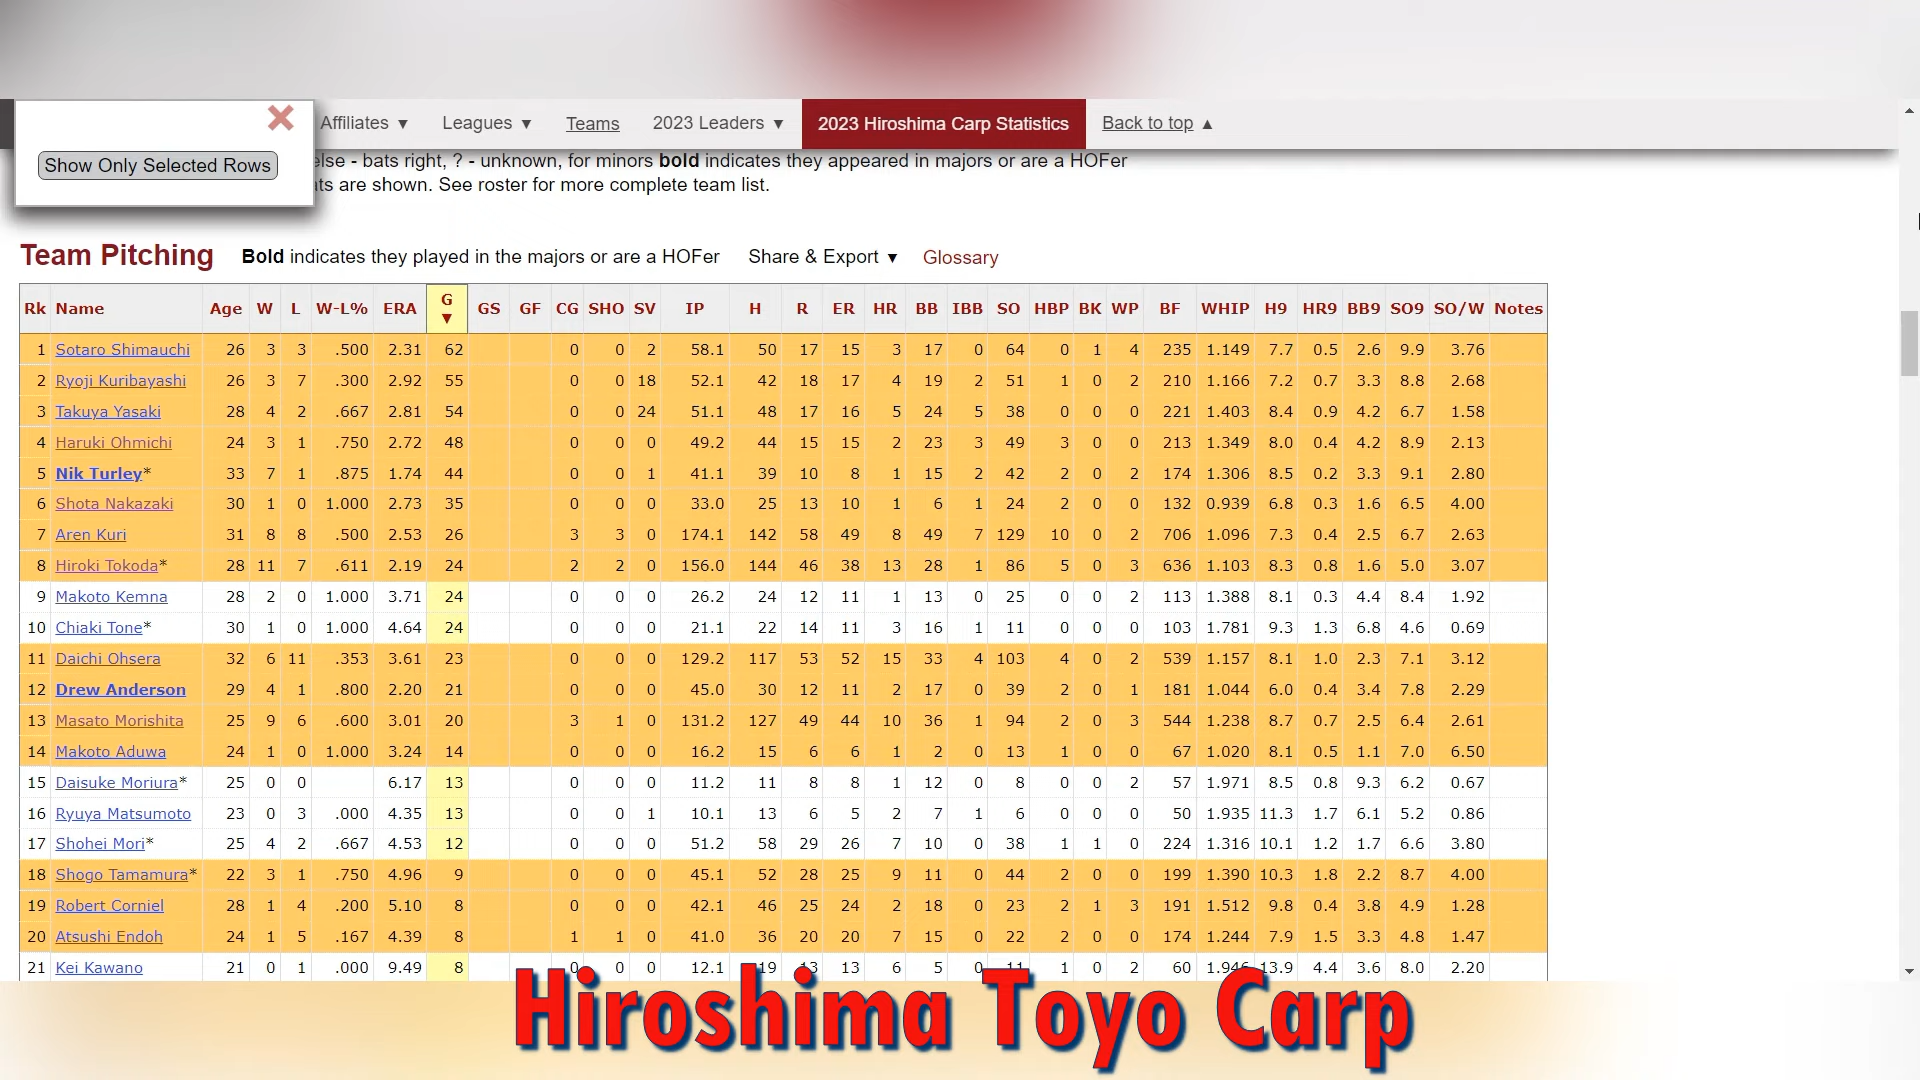 Affiliates ▼ Leagues ▼ Teams 2023 Leaders ▼ 2023 Hiroshima Carp Statistics Back to top ▲
Show Only Selected Rows
else - bats right, ? - unknown, for minors bold indicates they appeared in majors or are a HOFer
ats are shown. See roster for more complete team list.
Team Pitching Bold indicates they played in the majors or are a HOFer Share & Export ▼ Glossary
Rk Name Age W L W-L% ERA G ▼ GS GF CG SHO SV IP H R ER HR BB IBB SO HBP BK WP BF WHIP H9 HR9 BB9 SO9 SO/W Notes
1 Sotaro Shimauchi 26 3 3 .500 2.31 62 0 0 2 58.1 50 17 15 3 17 0 64 0 1 4 235 1.149 7.7 0.5 2.6 9.9 3.76
2 Ryoji Kuribayashi 26 3 7 .300 2.92 55 0 0 18 52.1 42 18 17 4 19 2 51 1 0 2 210 1.166 7.2 0.7 3.3 8.8 2.68
3 Takuya Yasaki 28 4 2 .667 2.81 54 0 0 24 51.1 48 17 16 5 24 5 38 0 0 0 221 1.403 8.4 0.9 4.2 6.7 1.58
4 Haruki Ohmichi 24 3 1 .750 2.72 48 0 0 0 49.2 44 15 15 2 23 3 49 3 0 0 213 1.349 8.0 0.4 4.2 8.9 2.13
5 Nik Turley* 33 7 1 .875 1.74 44 0 0 1 41.1 39 10 8 1 15 2 42 2 0 2 174 1.306 8.5 0.2 3.3 9.1 2.80
6 Shota Nakazaki 30 1 0 1.000 2.73 35 0 0 0 33.0 25 13 10 1 6 1 24 2 0 0 132 0.939 6.8 0.3 1.6 6.5 4.00
7 Aren Kuri 31 8 8 .500 2.53 26 3 3 0 174.1 142 58 49 8 49 7 129 10 0 2 706 1.096 7.3 0.4 2.5 6.7 2.63
8 Hiroki Tokoda* 28 11 7 .611 2.19 24 2 2 0 156.0 144 46 38 13 28 1 86 5 0 3 636 1.103 8.3 0.8 1.6 5.0 3.07
9 Makoto Kemna 28 2 0 1.000 3.71 24 0 0 0 26.2 24 12 11 1 13 0 25 0 0 2 113 1.388 8.1 0.3 4.4 8.4 1.92
10 Chiaki Tone* 30 1 0 1.000 4.64 24 0 0 0 21.1 22 14 11 3 16 1 11 0 0 0 103 1.781 9.3 1.3 6.8 4.6 0.69
11 Daichi Ohsera 32 6 11 .353 3.61 23 0 0 0 129.2 117 53 52 15 33 4 103 4 0 2 539 1.157 8.1 1.0 2.3 7.1 3.12
12 Drew Anderson 29 4 1 .800 2.20 21 0 0 0 45.0 30 12 11 2 17 0 39 2 0 1 181 1.044 6.0 0.4 3.4 7.8 2.29
13 Masato Morishita 25 9 6 .600 3.01 20 3 1 0 131.2 127 49 44 10 36 1 94 2 0 3 544 1.238 8.7 0.7 2.5 6.4 2.61
14 Makoto Aduwa 24 1 0 1.000 3.24 14 0 0 0 16.2 15 6 6 1 2 0 13 1 0 0 67 1.020 8.1 0.5 1.1 7.0 6.50
15 Daisuke Moriura* 25 0 0 6.17 13 0 0 0 11.2 11 8 8 1 12 0 8 0 0 2 57 1.971 8.5 0.8 9.3 6.2 0.67
16 Ryuya Matsumoto 23 0 3 .000 4.35 13 0 0 1 10.1 13 6 5 2 7 1 6 0 0 0 50 1.935 11.3 1.7 6.1 5.2 0.86
17 Shohei Mori* 25 4 2 .667 4.53 12 0 0 0 51.2 58 29 26 7 10 0 38 1 1 0 224 1.316 10.1 1.2 1.7 6.6 3.80
18 Shogo Tamamura* 22 3 1 .750 4.96 9 0 0 0 45.1 52 28 25 9 11 0 44 2 0 0 199 1.390 10.3 1.8 2.2 8.7 4.00
19 Robert Corniel 28 1 4 .200 5.10 8 0 0 0 42.1 46 25 24 2 18 0 23 2 1 3 191 1.512 9.8 0.4 3.8 4.9 1.28
20 Atsushi Endoh 24 1 5 .167 4.39 8 1 1 0 41.0 36 20 20 7 15 0 22 2 0 0 174 1.244 7.9 1.5 3.3 4.8 1.47
21 Kei Kawano 21 0 1 .000 9.49 8 0 0 0 12.1 19 13 13 6 5 0 11 1 0 2 60 1.946 13.9 4.4 3.6 8.0 2.20
Hiroshima Toyo Carp